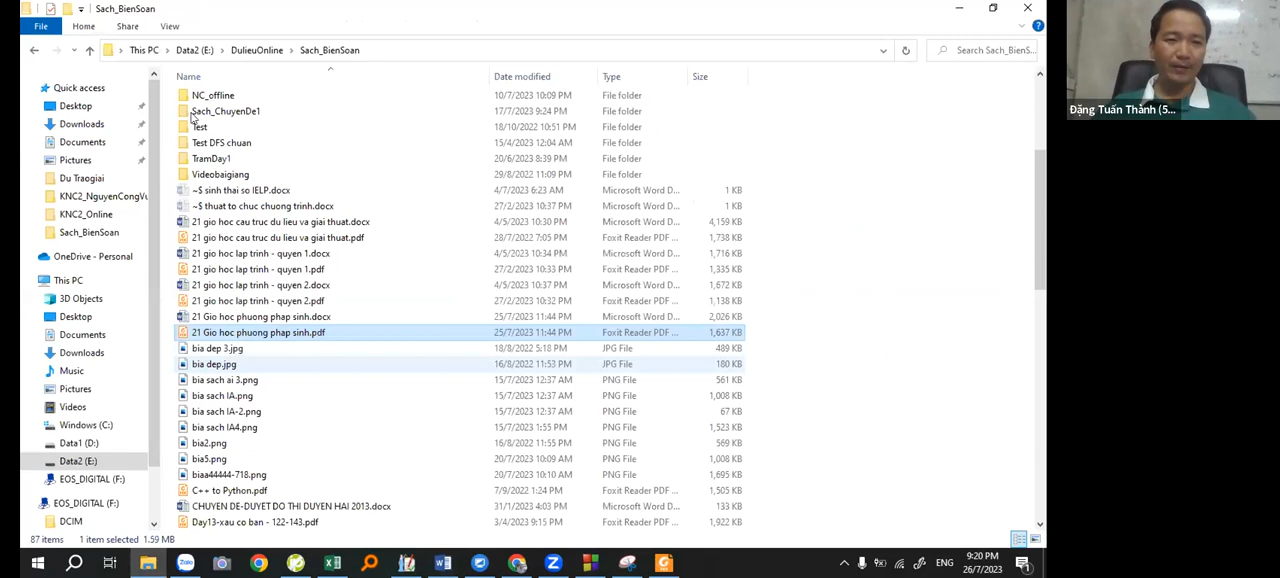 Sach_BienSoan
File Home Share View
This PC Data2 (E:) DulieuOnline Sach_BienSoan Search Sach_BienS...
Đặng Tuấn Thành (5...
Name Date modified Type Size
Quick access
Desktop
Downloads
Documents
Pictures
Du Traogiai
KNC2_NguyenCongVu
KNC2_Online
Sach_BienSoan
OneDrive - Personal
This PC
3D Objects
Desktop
Documents
Downloads
Music
Pictures
Videos
Windows (C:)
Data1 (D:)
Data2 (E:)
EOS_DIGITAL (F:)
EOS_DIGITAL (F:)
DCIM
NC_offline 10/7/2023 10:09 PM File folder
Sach_ChuyenDe1 17/7/2023 9:24 PM File folder
Test 18/10/2022 10:51 PM File folder
Test DFS chuan 15/4/2023 12:04 AM File folder
TramDay1 20/6/2023 8:39 PM File folder
Videobaigiang 29/8/2022 11:09 PM File folder
~$ sinh thai so IELP.docx 4/7/2023 6:23 AM Microsoft Word D... 1 KB
~$ thuat to chuc chuong trinh.docx 27/2/2023 10:37 PM Microsoft Word D... 1 KB
21 gio hoc cau truc du lieu va giai thuat.docx 4/5/2023 10:30 PM Microsoft Word D... 4,159 KB
21 gio hoc cau truc du lieu va giai thuat.pdf 28/7/2022 7:05 PM Foxit Reader PDF ... 1,738 KB
21 gio hoc lap trinh - quyen 1.docx 4/5/2023 10:34 PM Microsoft Word D... 1,716 KB
21 gio hoc lap trinh - quyen 1.pdf 27/2/2023 10:33 PM Foxit Reader PDF ... 1,335 KB
21 gio hoc lap trinh - quyen 2.docx 4/5/2023 10:37 PM Microsoft Word D... 1,672 KB
21 gio hoc lap trinh - quyen 2.pdf 27/2/2023 10:32 PM Foxit Reader PDF ... 1,138 KB
21 Gio hoc phuong phap sinh.docx 25/7/2023 11:44 PM Microsoft Word D... 2,026 KB
21 Gio hoc phuong phap sinh.pdf 25/7/2023 11:44 PM Foxit Reader PDF ... 1,637 KB
bia dep 3.jpg 18/8/2022 5:18 PM JPG File 489 KB
bia dep.jpg 16/8/2022 11:53 PM JPG File 180 KB
bia sach ai 3.png 15/7/2023 12:37 AM PNG File 561 KB
bia sach IA.png 15/7/2023 12:37 AM PNG File 1,008 KB
bia sach IA-2.png 15/7/2023 12:37 AM PNG File 67 KB
bia sach IA4.png 15/7/2023 1:55 PM PNG File 1,523 KB
bia2.png 16/8/2022 11:55 PM PNG File 569 KB
bia5.png 20/7/2023 10:09 AM PNG File 1,008 KB
biaa44444-718.png 20/7/2023 10:10 AM PNG File 1,695 KB
C++ to Python.pdf 7/9/2022 1:24 PM Foxit Reader PDF ... 1,505 KB
CHUYEN DE-DUYET DO THI DUYEN HAI 2013.docx 31/1/2023 4:03 PM Microsoft Word D... 133 KB
Day13-xau co ban - 122-143.pdf 3/4/2023 9:15 PM Foxit Reader PDF ... 1,922 KB
87 items 1 item selected 1.59 MB
Zalo
ENG
9:20 PM
26/7/2023